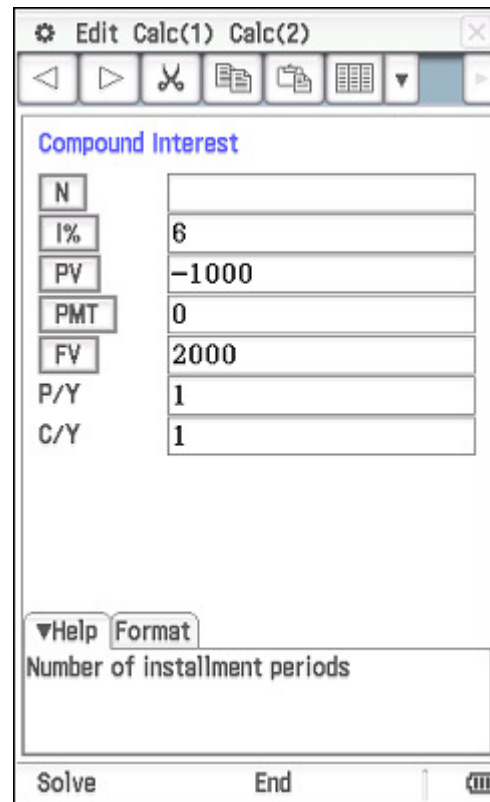 Edit Calc(1) Calc(2)
Compound Interest
N
I% 6
PV −1000
PMT 0
FV 2000
P/Y 1
C/Y 1
▼Help Format
Number of installment periods
Solve End